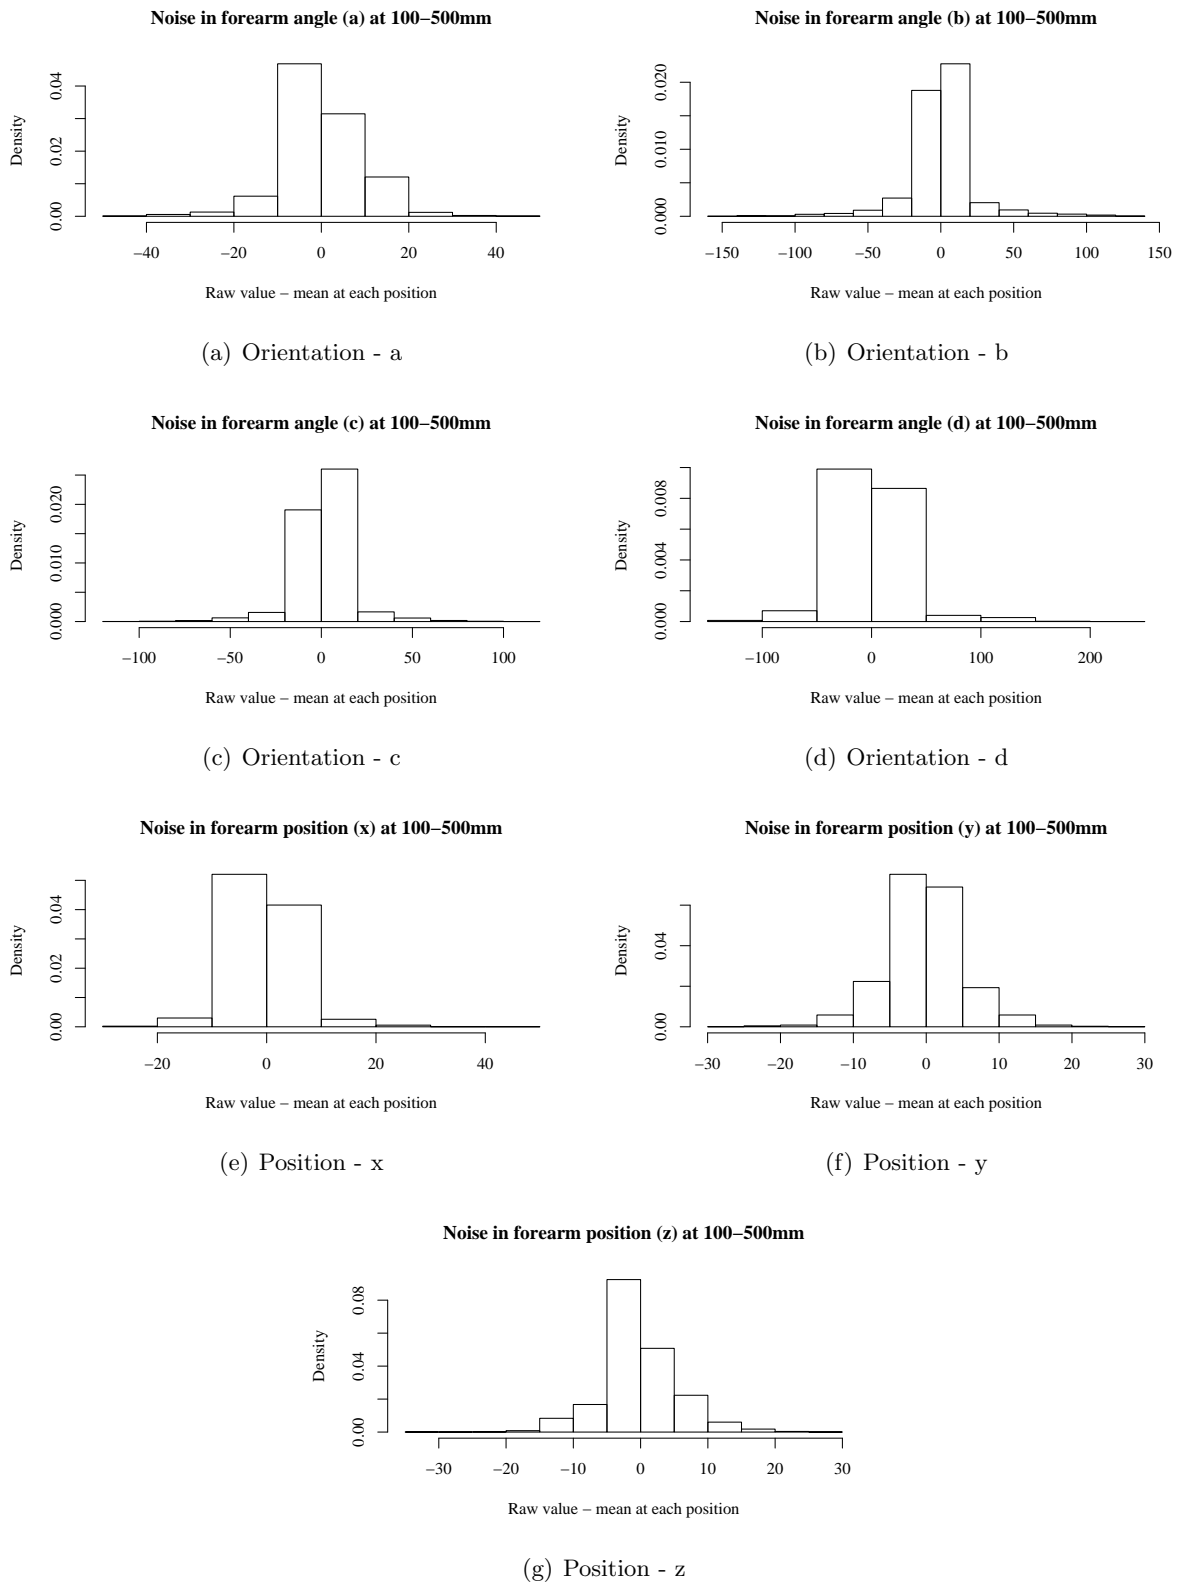 Noise in forearm angle (a) at 100−500mm
Density
0.00 0.02 0.04
−40 −20 0 20 40
Raw value − mean at each position
(a) Orientation - a
Noise in forearm angle (b) at 100−500mm
Density
0.000 0.010 0.020
−150 −100 −50 0 50 100 150
Raw value − mean at each position
(b) Orientation - b
Noise in forearm angle (c) at 100−500mm
Density
0.000 0.010 0.020
−100 −50 0 50 100
Raw value − mean at each position
(c) Orientation - c
Noise in forearm angle (d) at 100−500mm
Density
0.000 0.004 0.008
−100 0 100 200
Raw value − mean at each position
(d) Orientation - d
Noise in forearm position (x) at 100−500mm
Density
0.00 0.02 0.04
−20 0 20 40
Raw value − mean at each position
(e) Position - x
Noise in forearm position (y) at 100−500mm
Density
0.00 0.04
−30 −20 −10 0 10 20 30
Raw value − mean at each position
(f) Position - y
Noise in forearm position (z) at 100−500mm
Density
0.00 0.04 0.08
−30 −20 −10 0 10 20 30
Raw value − mean at each position
(g) Position - z